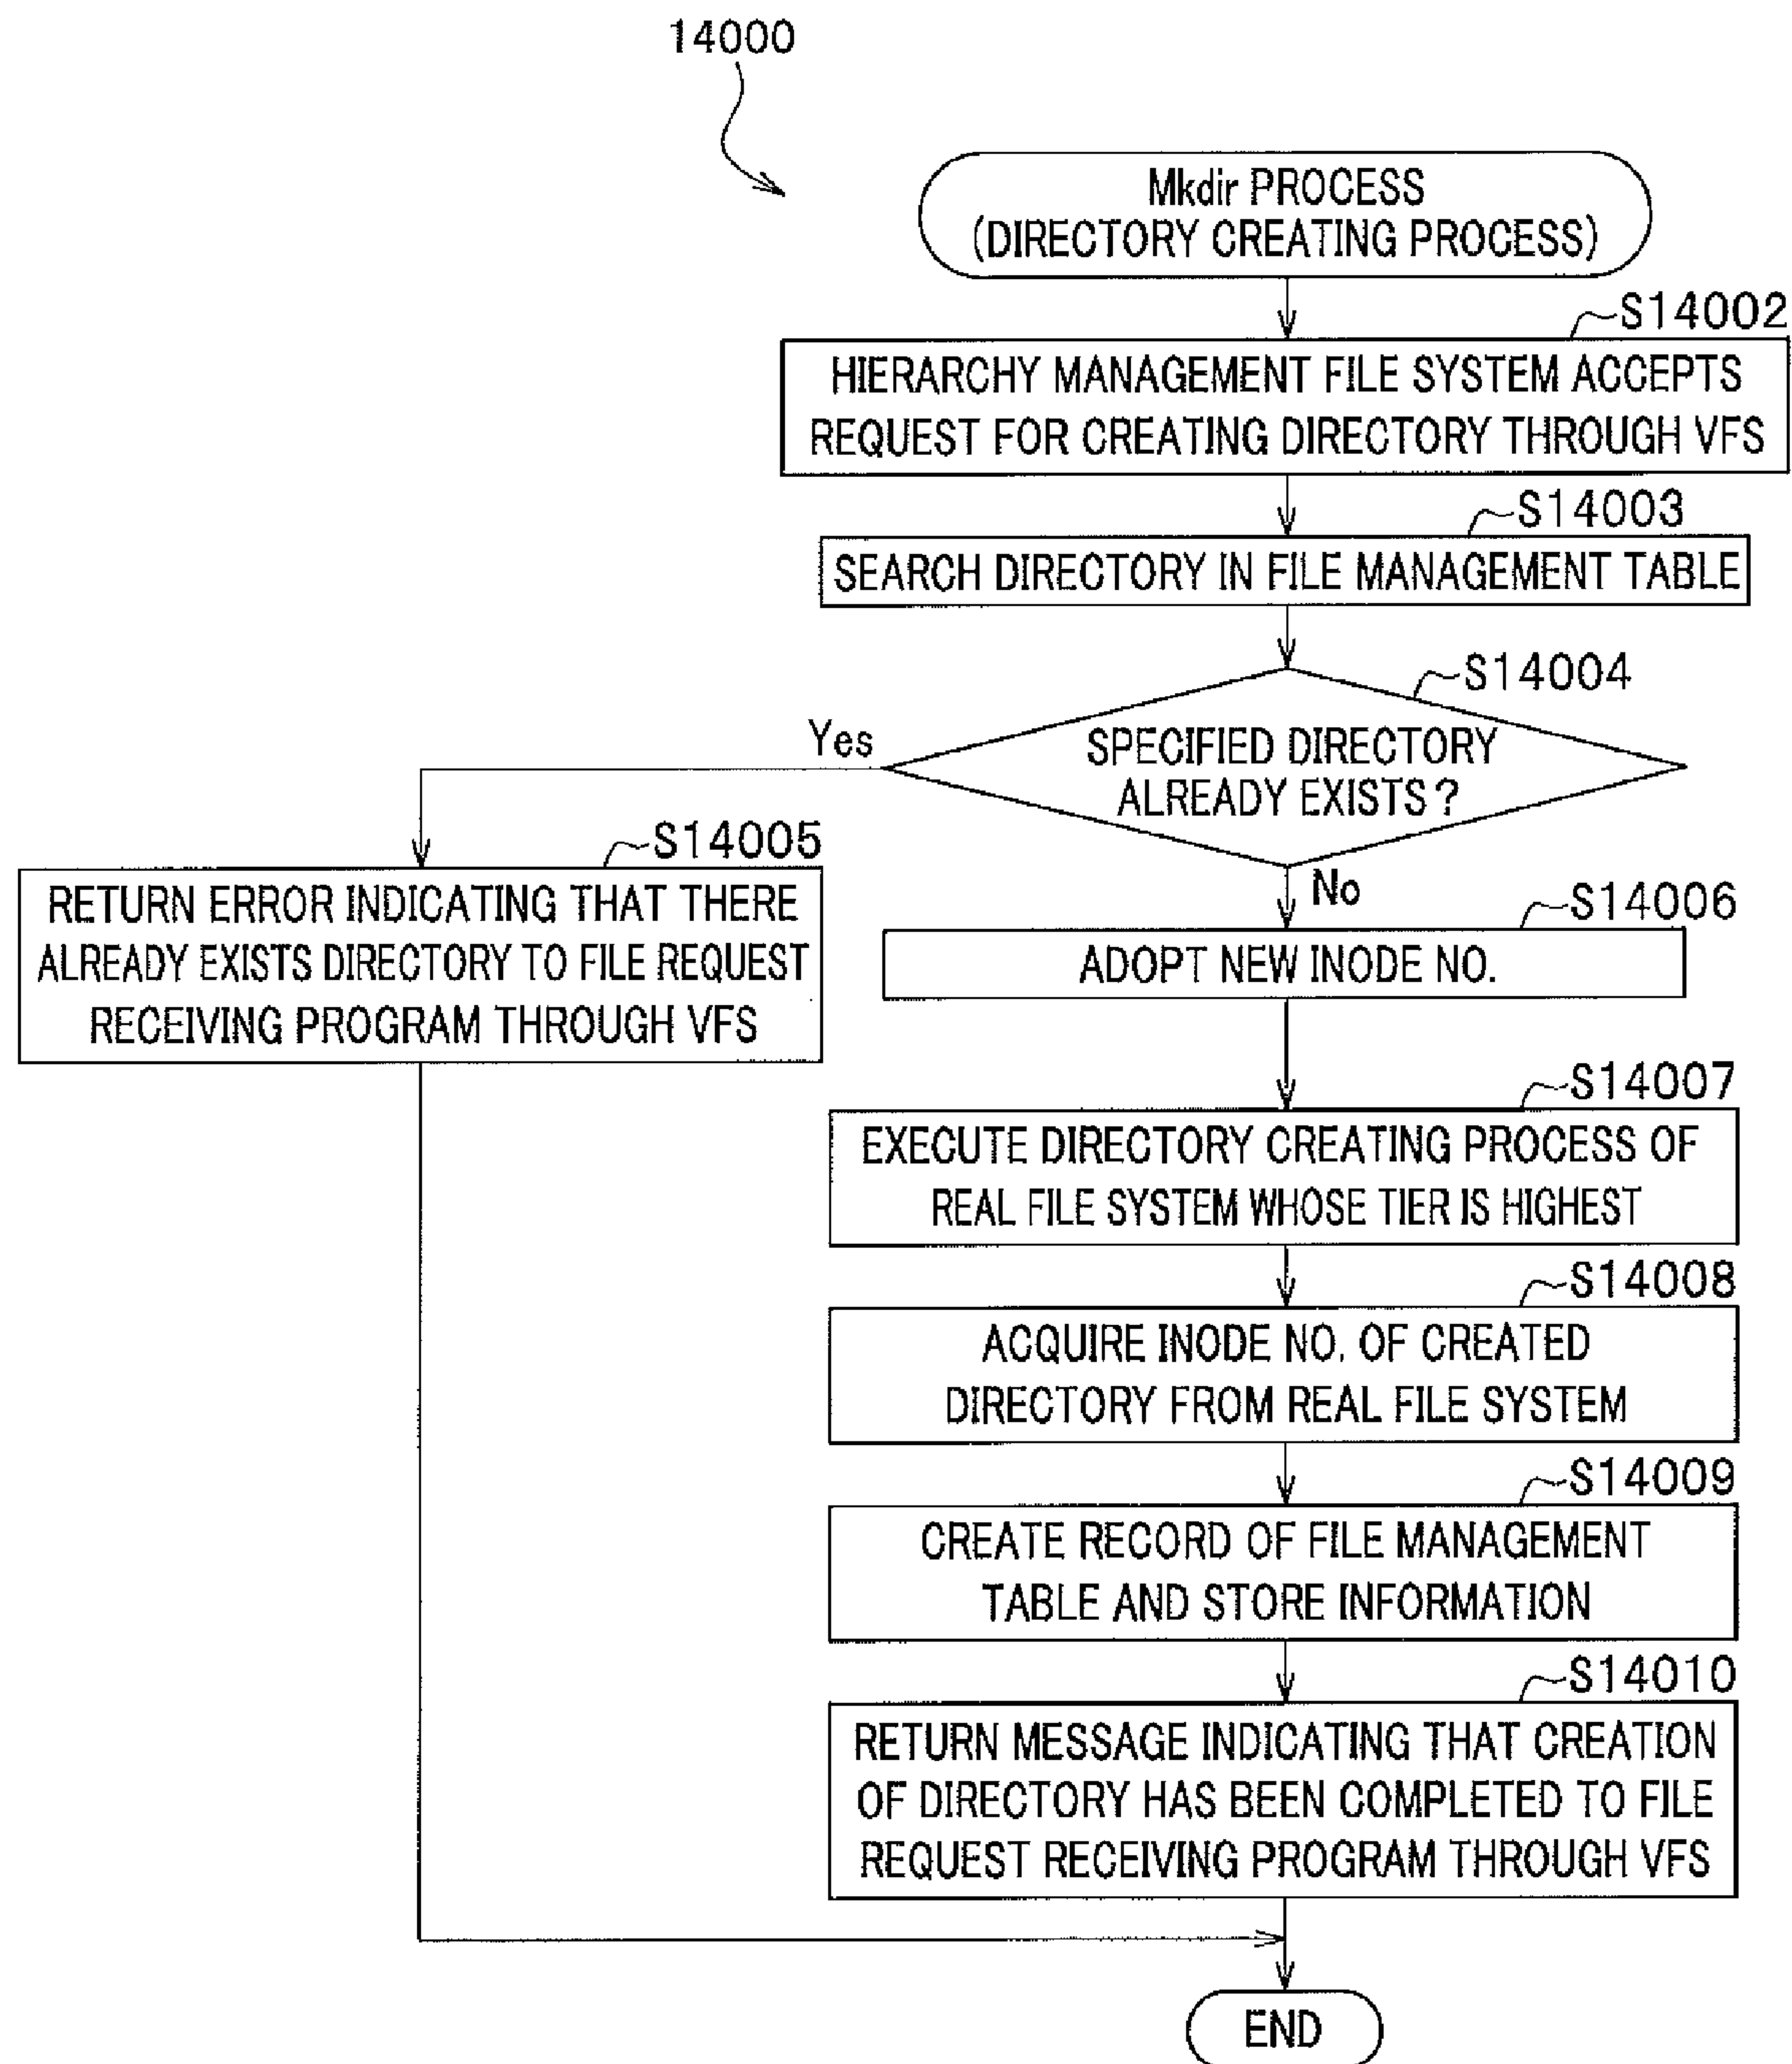 14000
Mkdir PROCESS
(DIRECTORY CREATING PROCESS)
S14002
HIERARCHY MANAGEMENT FILE SYSTEM ACCEPTS
REQUEST FOR CREATING DIRECTORY THROUGH VFS
S14003
SEARCH DIRECTORY IN FILE MANAGEMENT TABLE
S14004
SPECIFIED DIRECTORY
ALREADY EXISTS?
Yes
S14005
RETURN ERROR INDICATING THAT THERE
ALREADY EXISTS DIRECTORY TO FILE REQUEST
RECEIVING PROGRAM THROUGH VFS
No
S14006
ADOPT NEW INODE NO.
S14007
EXECUTE DIRECTORY CREATING PROCESS OF
REAL FILE SYSTEM WHOSE TIER IS HIGHEST
S14008
ACQUIRE INODE NO. OF CREATED
DIRECTORY FROM REAL FILE SYSTEM
S14009
CREATE RECORD OF FILE MANAGEMENT
TABLE AND STORE INFORMATION
S14010
RETURN MESSAGE INDICATING THAT CREATION
OF DIRECTORY HAS BEEN COMPLETED TO FILE
REQUEST RECEIVING PROGRAM THROUGH VFS
END